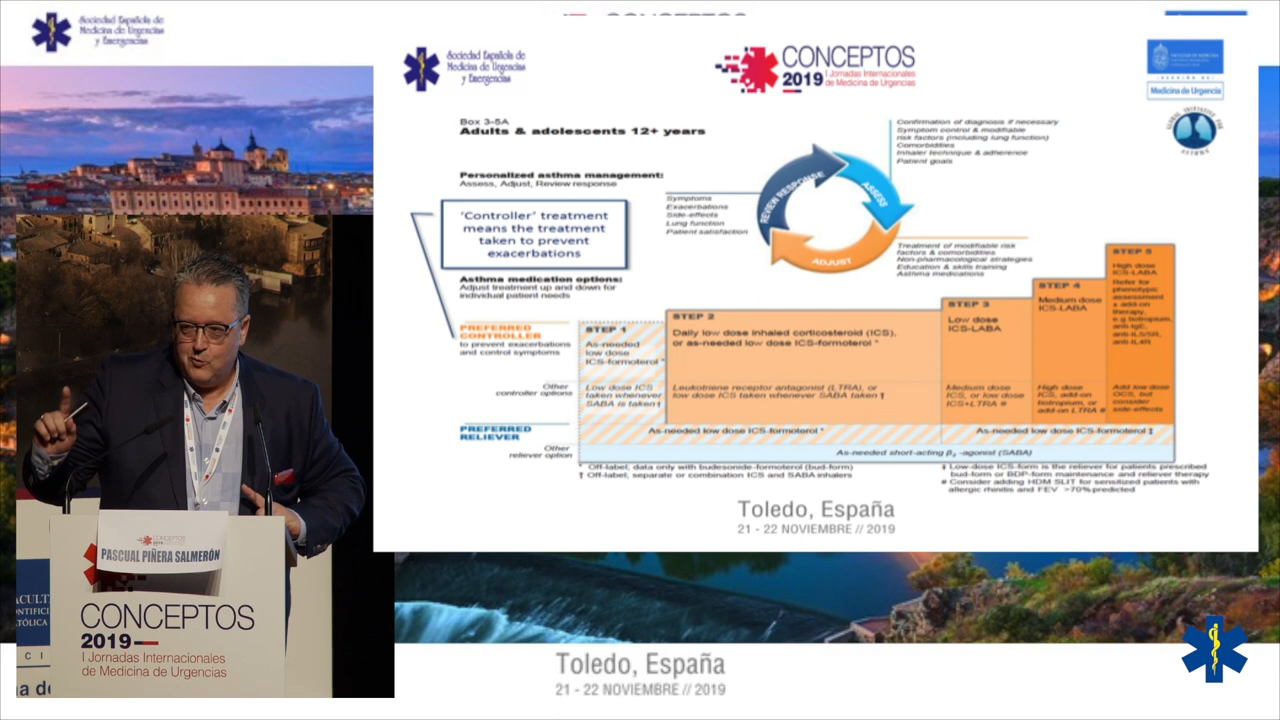 Sociedad Española de
Medicina de Urgencias
y Emergencias
Sociedad Española de
Medicina de Urgencias
y Emergencias
CONCEPTOS
2019 I Jornadas Internacionales
de Medicina de Urgencias
Medicina de Urgencia
Box 3-5A
Adults & adolescents 12+ years
Personalized asthma management:
Assess, Adjust, Review response
'Controller' treatment
means the treatment
taken to prevent
exacerbations
Asthma medication options:
Adjust treatment up and down for
individual patient needs
Symptoms
Exacerbations
Side-effects
Lung function
Patient satisfaction
REVIEW RESPONSE
ASSESS
ADJUST
Confirmation of diagnosis if necessary
Symptom control & modifiable
risk factors (including lung function)
Comorbidities
Inhaler technique & adherence
Patient goals
Treatment of modifiable risk
factors & comorbidities
Non-pharmacological strategies
Education & skills training
Asthma medications
PREFERRED
CONTROLLER
to prevent exacerbations
and control symptoms
STEP 1
As-needed
low dose
ICS-formoterol *
STEP 2
Daily low dose inhaled corticosteroid (ICS),
or as-needed low dose ICS-formoterol *
STEP 3
Low dose
ICS-LABA
STEP 4
Medium dose
ICS-LABA
STEP 5
High dose
ICS-LABA
Refer for
phenotypic
assessment
± add-on
therapy,
e.g.tiotropium,
anti-IgE,
anti-IL5/5R,
anti-IL4R
Other
controller options
Low dose ICS
taken whenever
SABA is taken †
Leukotriene receptor antagonist (LTRA), or
low dose ICS taken whenever SABA taken †
Medium dose
ICS, or low dose
ICS+LTRA #
High dose
ICS, add-on
tiotropium, or
add-on LTRA #
Add low dose
OCS, but
consider
side-effects
PREFERRED
RELIEVER
As-needed low dose ICS-formoterol *
As-needed low dose ICS-formoterol ‡
Other
reliever option
As-needed short-acting β2 -agonist (SABA)
* Off-label; data only with budesonide-formoterol (bud-form)
† Off-label; separate or combination ICS and SABA inhalers
‡ Low-dose ICS-form is the reliever for patients prescribed
bud-form or BDP-form maintenance and reliever therapy
# Consider adding HDM SLIT for sensitized patients with
allergic rhinitis and FEV >70% predicted
Toledo, España
21 - 22 NOVIEMBRE // 2019
PASCUAL PIÑERA SALMERÓN
CONCEPTOS
2019
I Jornadas Internacionales
de Medicina de Urgencias
Toledo, España
21 - 22 NOVIEMBRE // 2019